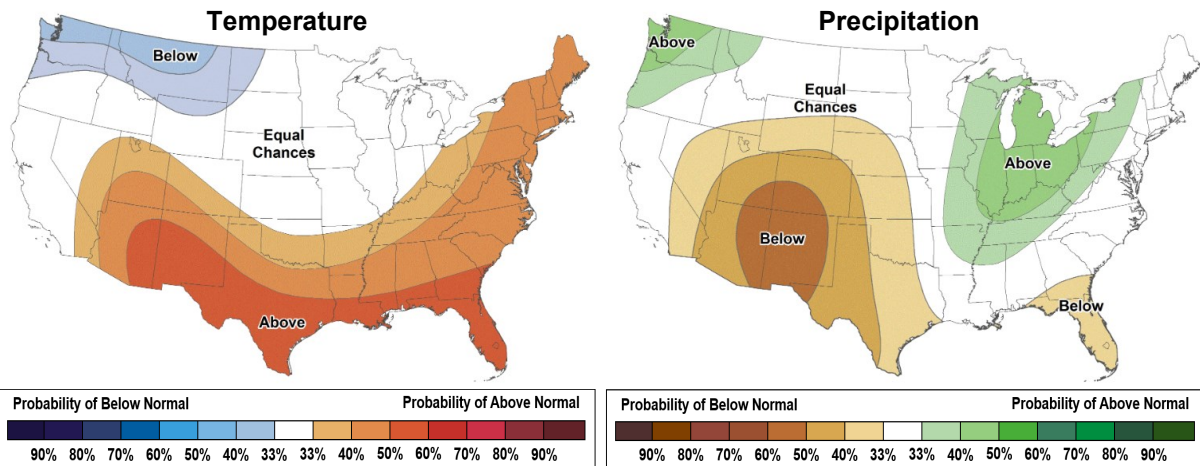 Temperature
Below
Equal
Chances
Above
Probability of Below Normal
Probability of Above Normal
90% 80% 70% 60% 50% 40% 33% 33% 40% 50% 60% 70% 80% 90%
Precipitation
Above
Equal
Chances
Above
Below
Below
Probability of Below Normal
Probability of Above Normal
90% 80% 70% 60% 50% 40% 33% 33% 40% 50% 60% 70% 80% 90%